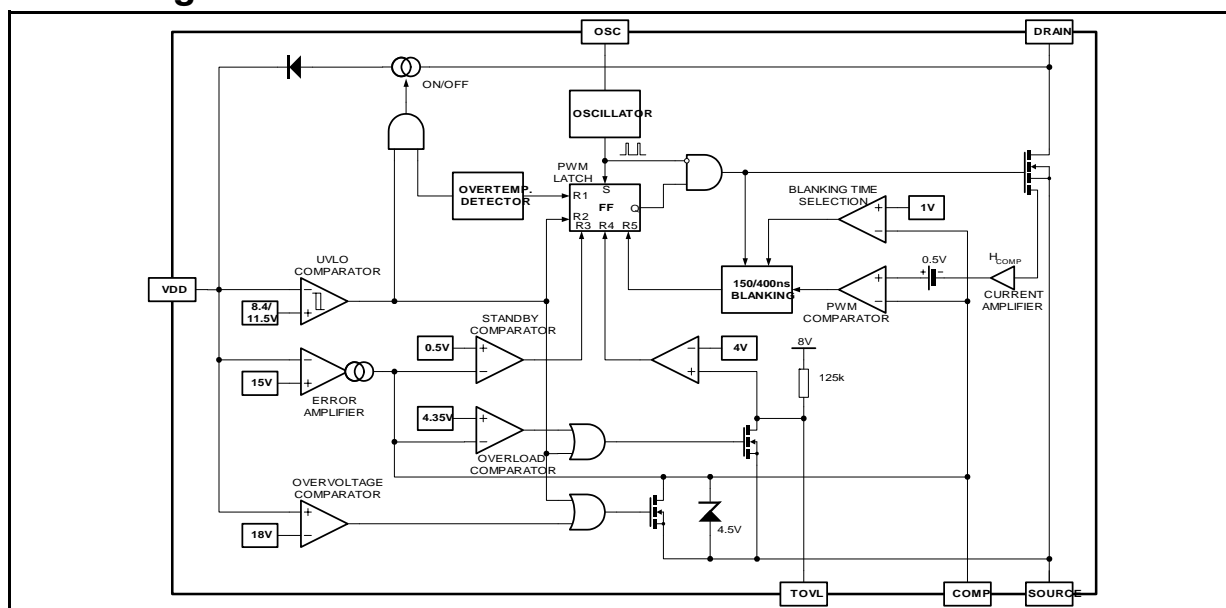 OSC
DRAIN
ON/OFF
OSCILLATOR
PWM
LATCH
OVERTEMP.
DETECTOR
R1
S
FF
Q
R2
R3
R4
R5
BLANKING TIME
SELECTION
+
−
1V
UVLO
COMPARATOR
VDD
−
+
8.4/
11.5V
150/400ns
BLANKING
+
−
PWM
COMPARATOR
0.5V
+
−
HCOMP
CURRENT
AMPLIFIER
STANDBY
COMPARATOR
0.5V
+
−
−
+
4V
8V
125k
−
+
15V
ERROR
AMPLIFIER
4.35V
+
−
OVERLOAD
COMPARATOR
OVERVOLTAGE
COMPARATOR
+
−
18V
4.5V
TOVL
COMP
SOURCE